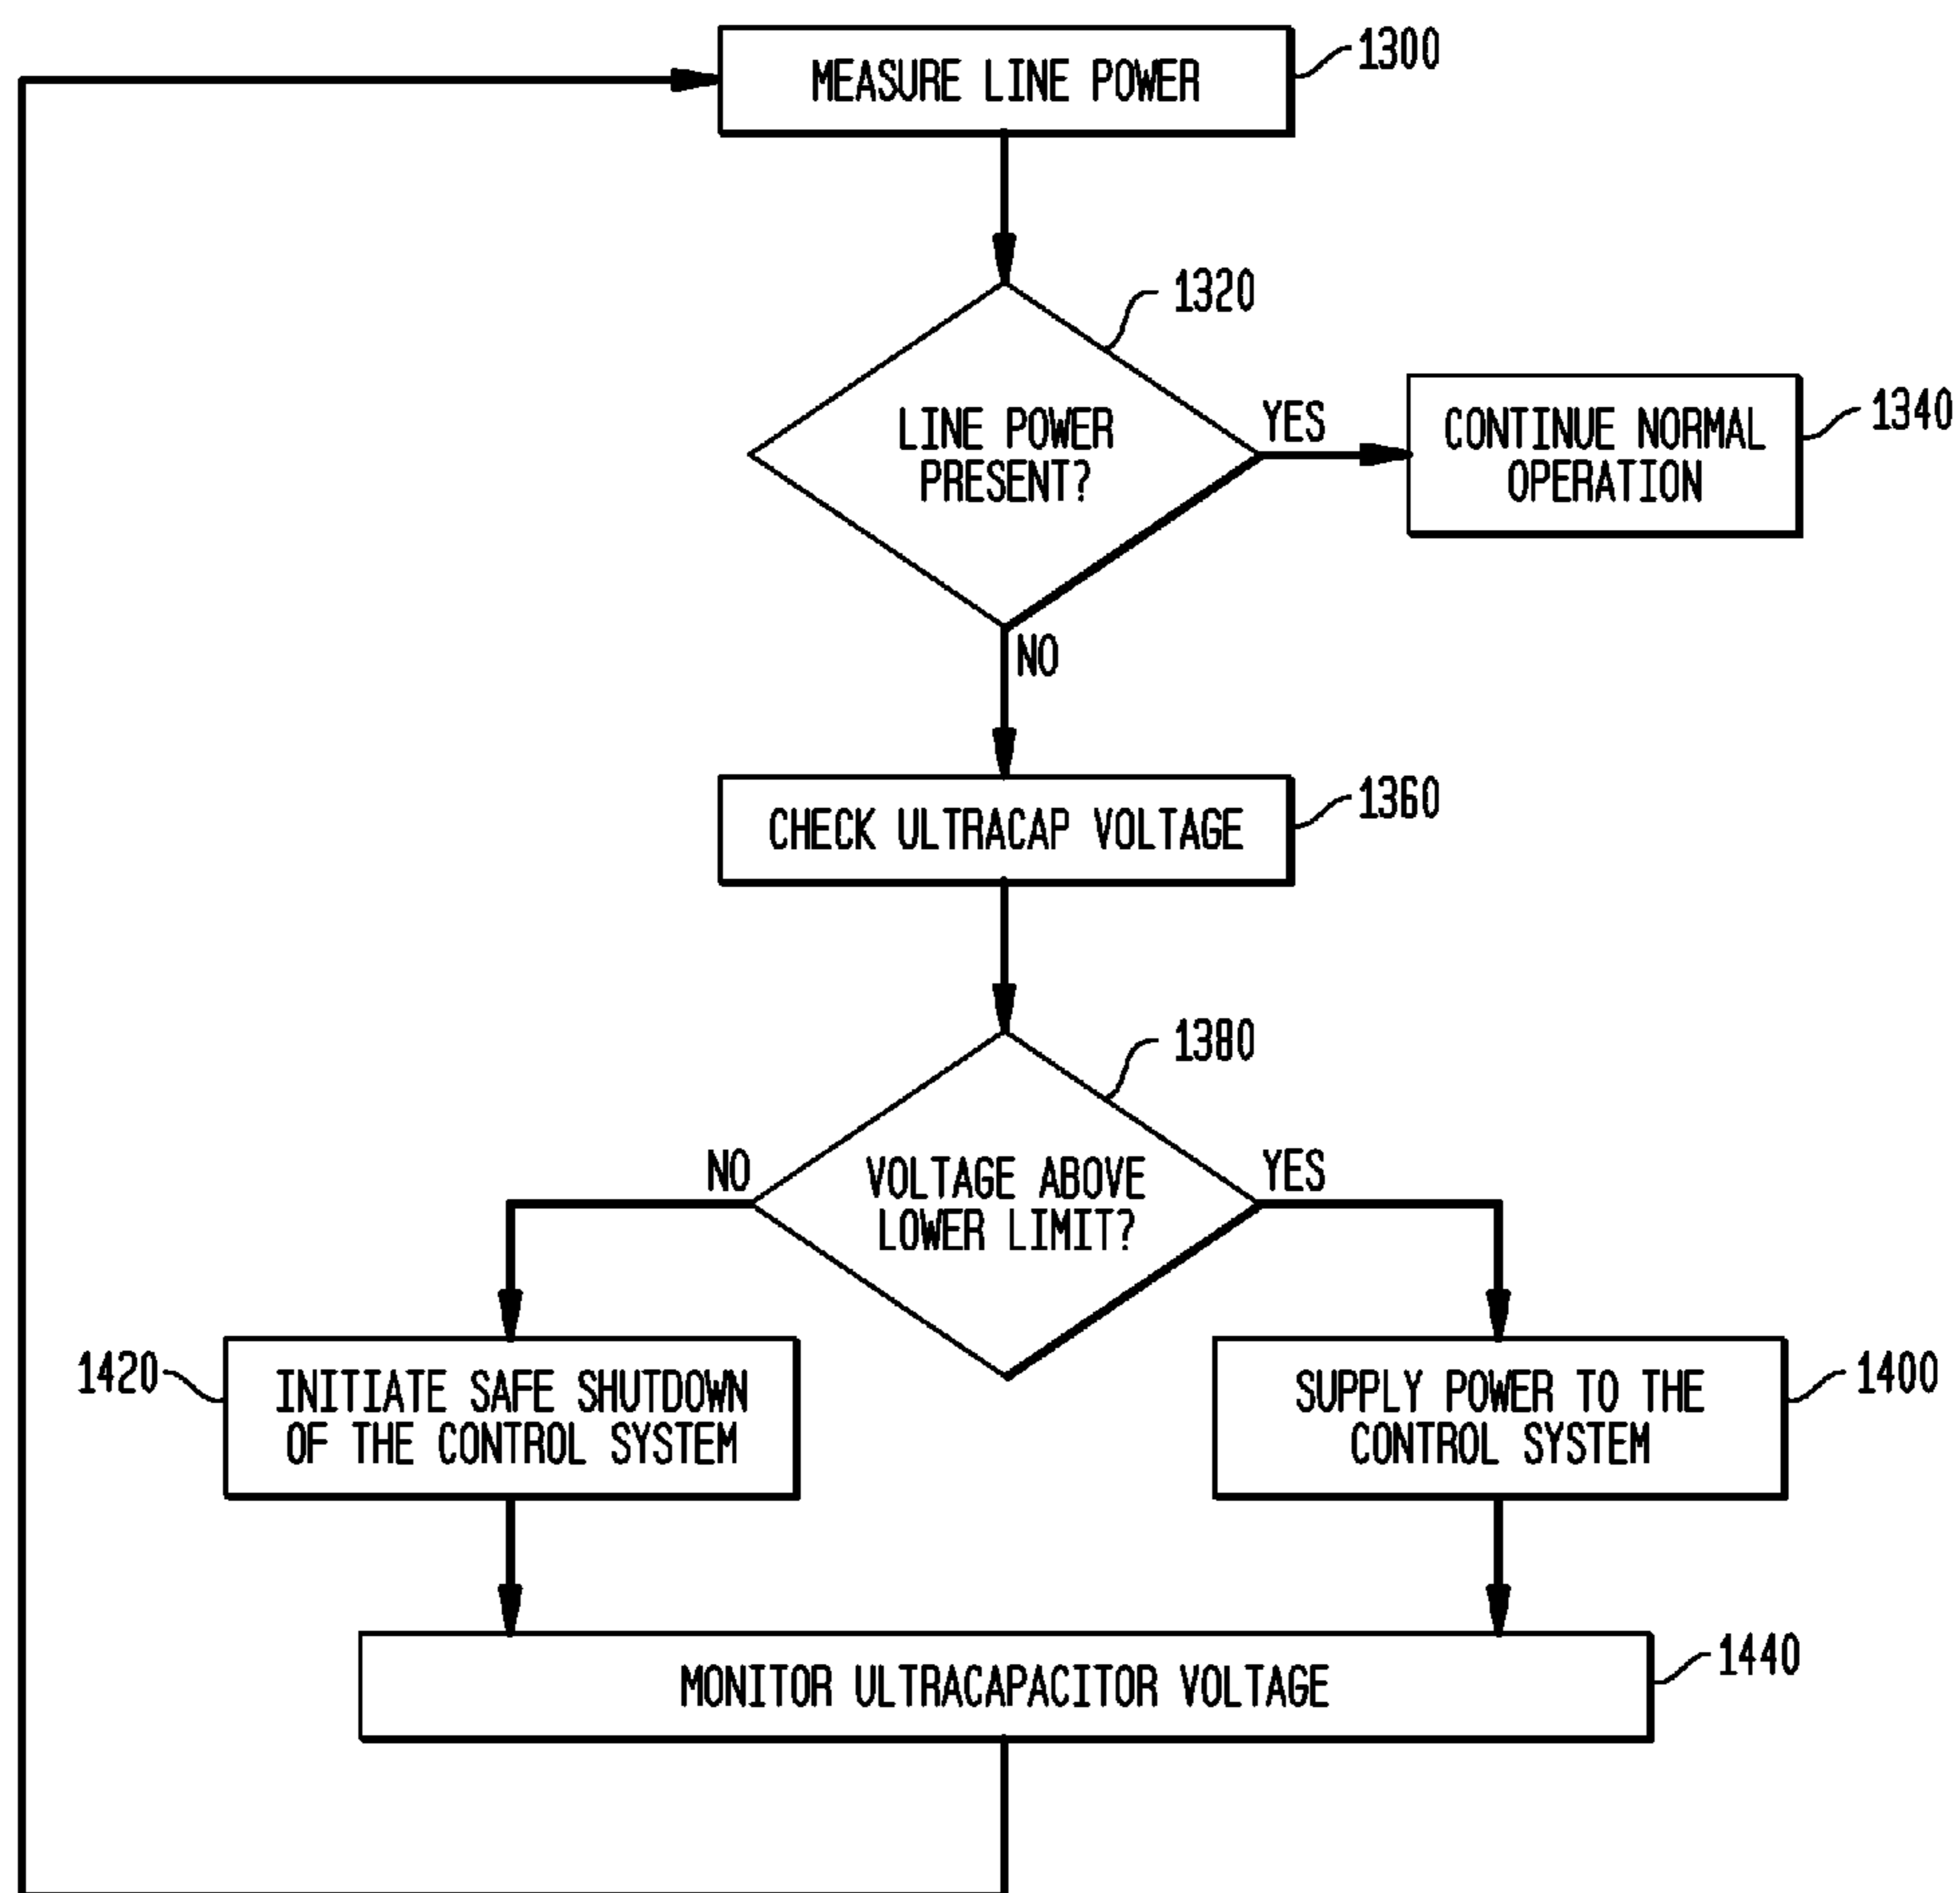 MEASURE LINE POWER
1300
1320
LINE POWER
PRESENT?
YES
CONTINUE NORMAL
OPERATION
1340
NO
CHECK ULTRACAP VOLTAGE
1360
1380
NO
VOLTAGE ABOVE
LOWER LIMIT?
YES
1420
INITIATE SAFE SHUTDOWN
OF THE CONTROL SYSTEM
SUPPLY POWER TO THE
CONTROL SYSTEM
1400
MONITOR ULTRACAPACITOR VOLTAGE
1440